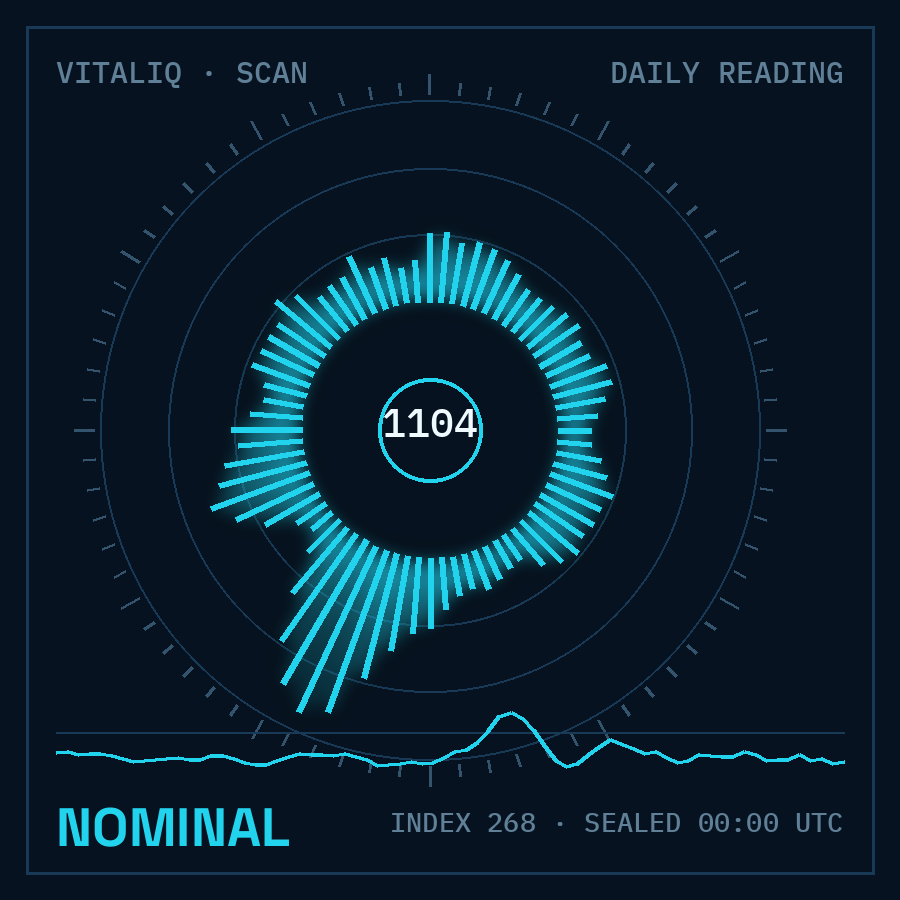 VITALIQ · SCAN
DAILY READING
1104
NOMINAL
INDEX 268 · SEALED 00:00 UTC